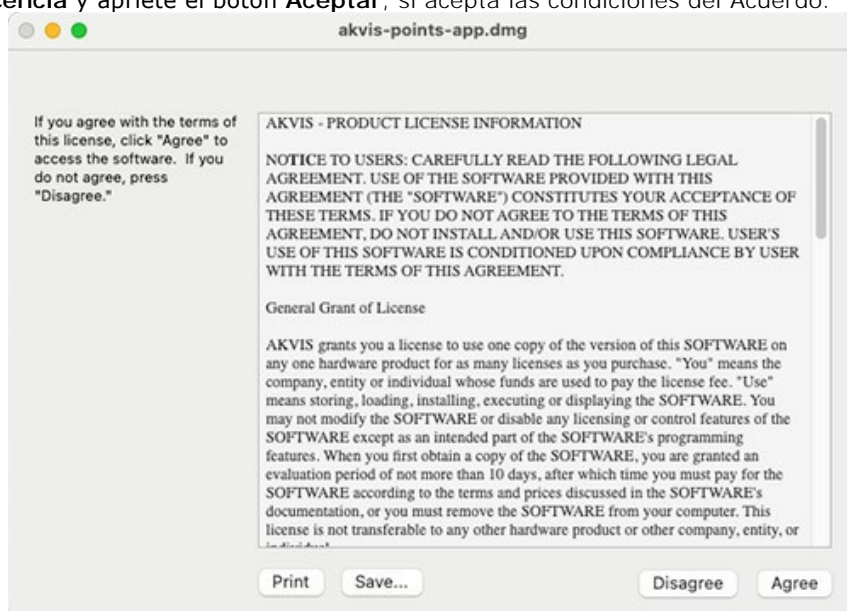 encia y apriete el botón Aceptar, si acepta las condiciones del Acuerdo.
akvis-points-app.dmg
If you agree with the terms of
this license, click "Agree" to
access the software. If you
do not agree, press
"Disagree."
AKVIS - PRODUCT LICENSE INFORMATION
NOTICE TO USERS: CAREFULLY READ THE FOLLOWING LEGAL
AGREEMENT. USE OF THE SOFTWARE PROVIDED WITH THIS
AGREEMENT (THE "SOFTWARE") CONSTITUTES YOUR ACCEPTANCE OF
THESE TERMS. IF YOU DO NOT AGREE TO THE TERMS OF THIS
AGREEMENT, DO NOT INSTALL AND/OR USE THIS SOFTWARE. USER'S
USE OF THIS SOFTWARE IS CONDITIONED UPON COMPLIANCE BY USER
WITH THE TERMS OF THIS AGREEMENT.
General Grant of License
AKVIS grants you a license to use one copy of the version of this SOFTWARE on
any one hardware product for as many licenses as you purchase. "You" means the
company, entity or individual whose funds are used to pay the license fee. "Use"
means storing, loading, installing, executing or displaying the SOFTWARE. You
may not modify the SOFTWARE or disable any licensing or control features of the
SOFTWARE except as an intended part of the SOFTWARE's programming
features. When you first obtain a copy of the SOFTWARE, you are granted an
evaluation period of not more than 10 days, after which time you must pay for the
SOFTWARE according to the terms and prices discussed in the SOFTWARE's
documentation, or you must remove the SOFTWARE from your computer. This
license is not transferable to any other hardware product or other company, entity, or
Print Save... Disagree Agree